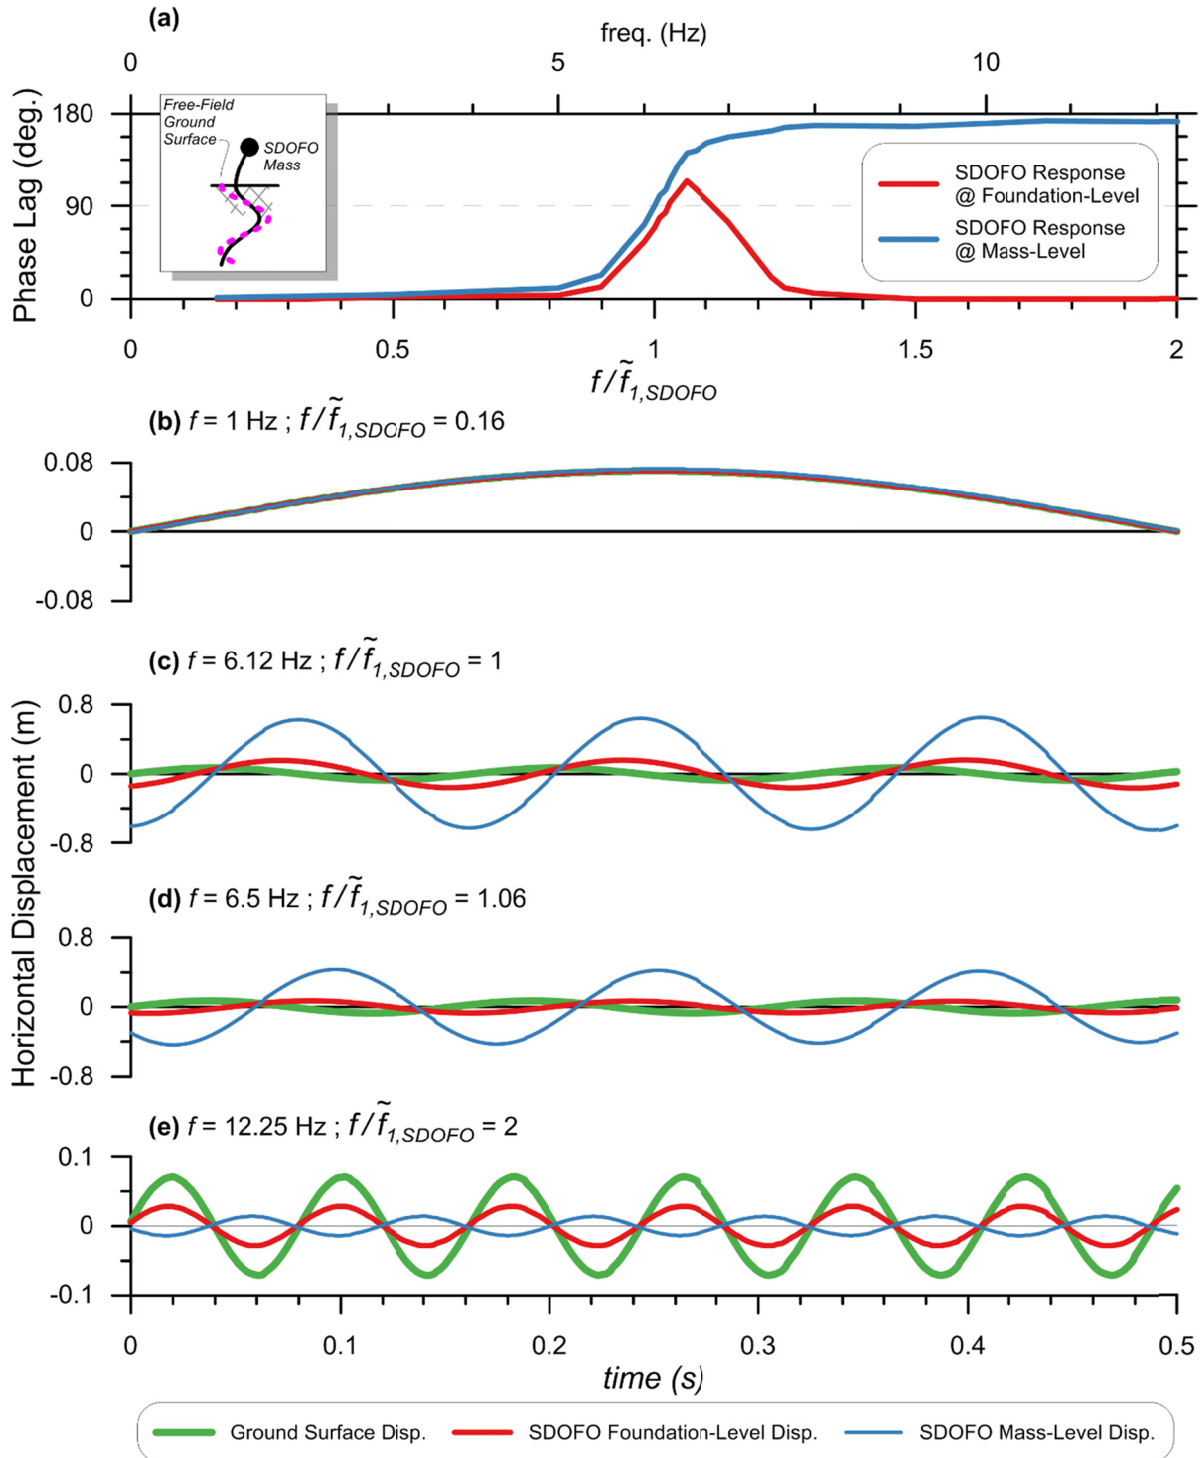 (a)
freq. (Hz)
0 5 10
Phase Lag (deg.)
180
90
0
Free-Field
Ground
Surface
SDOFO
Mass
SDOFO Response
@ Foundation-Level
SDOFO Response
@ Mass-Level
0 0.5 1 1.5 2
f/f̃1,SDOFO
(b) f = 1 Hz ; f/f̃1,SDOFO = 0.16
0.08
0
-0.08
Horizontal Displacement (m)
(c) f = 6.12 Hz ; f/f̃1,SDOFO = 1
0.8
0
-0.8
(d) f = 6.5 Hz ; f/f̃1,SDOFO = 1.06
0.8
0
-0.8
(e) f = 12.25 Hz ; f/f̃1,SDOFO = 2
0.1
0
-0.1
0 0.1 0.2 0.3 0.4 0.5
time (s)
Ground Surface Disp. SDOFO Foundation-Level Disp. SDOFO Mass-Level Disp.